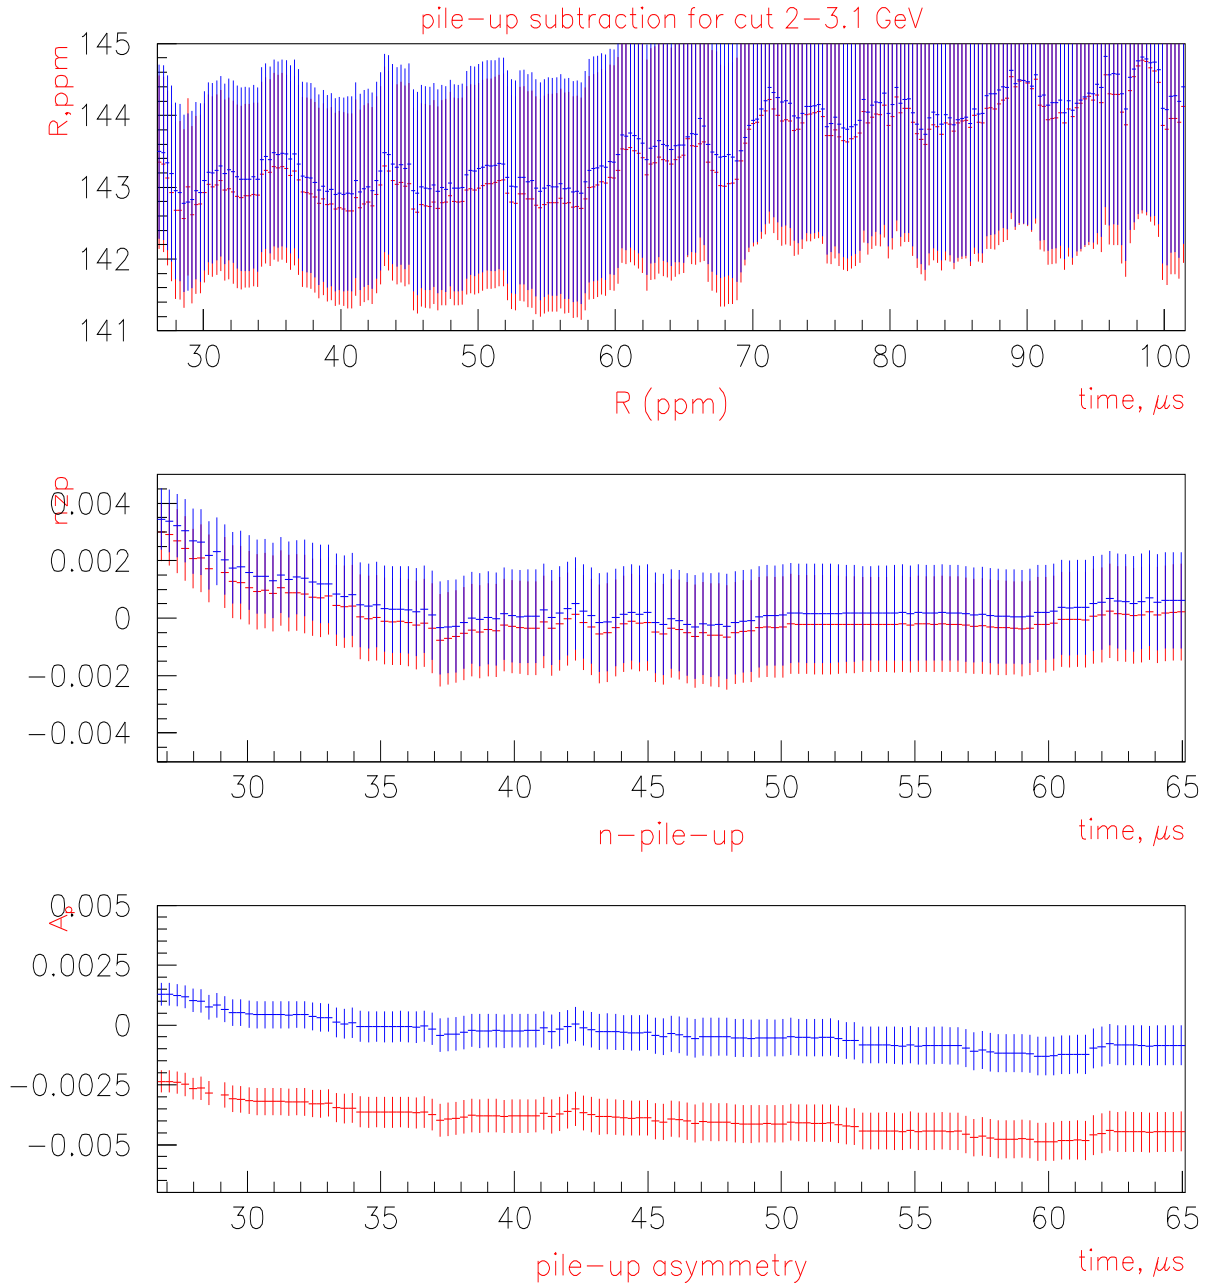 pile-up subtraction for cut 2-3.1 GeV
R,ppm
145
144
143
142
141
30 40 50 60 70 80 90 100
R (ppm)
time, μs
nzp
0.004
0.002
0
-0.002
-0.004
30 35 40 45 50 55 60 65
n-pile-up
time, μs
Ap
0.005
0.0025
0
-0.0025
-0.005
30 35 40 45 50 55 60 65
pile-up asymmetry
time, μs